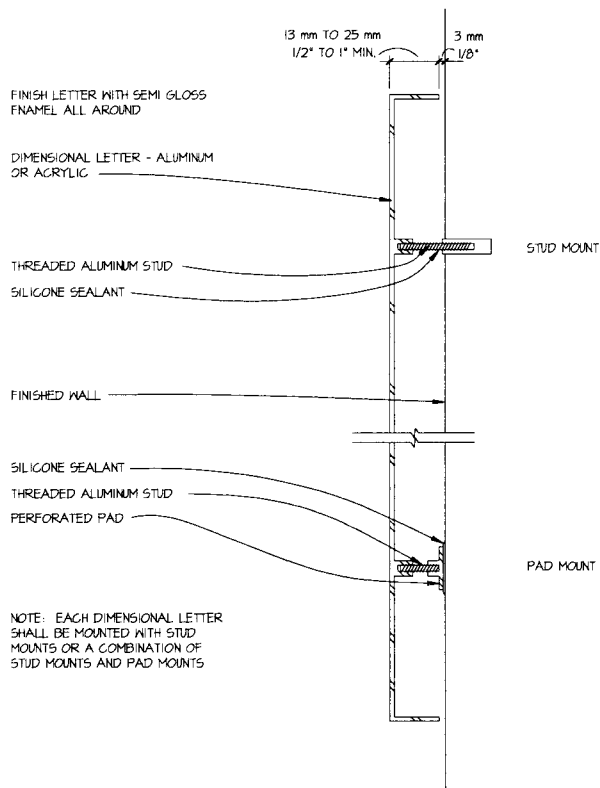 13 mm TO 25 mm
1/2" TO 1" MIN.
3 mm
1/8"
FINISH LETTER WITH SEMI GLOSS
ENAMEL ALL AROUND
DIMENSIONAL LETTER - ALUMINUM
OR ACRYLIC
THREADED ALUMINUM STUD
STUD MOUNT
SILICONE SEALANT
FINISHED WALL
SILICONE SEALANT
THREADED ALUMINUM STUD
PERFORATED PAD
PAD MOUNT
NOTE: EACH DIMENSIONAL LETTER
SHALL BE MOUNTED WITH STUD
MOUNTS OR A COMBINATION OF
STUD MOUNTS AND PAD MOUNTS